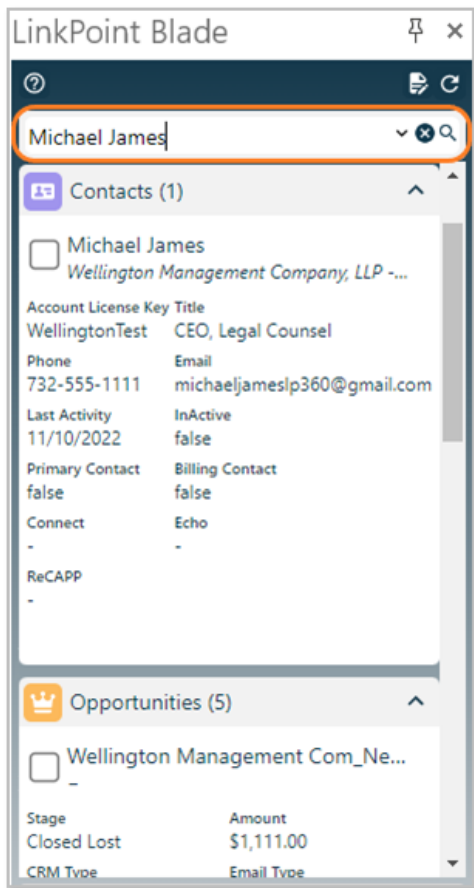 LinkPoint Blade
Michael James
Contacts (1)
Michael James
Wellington Management Company, LLP -...
Account License Key Title
WellingtonTest CEO, Legal Counsel
Phone Email
732-555-1111 michaeljameslp360@gmail.com
Last Activity InActive
11/10/2022 false
Primary Contact Billing Contact
false false
Connect Echo
- -
ReCAPP
-
Opportunities (5)
Wellington Management Com_Ne...
–
Stage Amount
Closed Lost $1,111.00
CRM Type Email Type